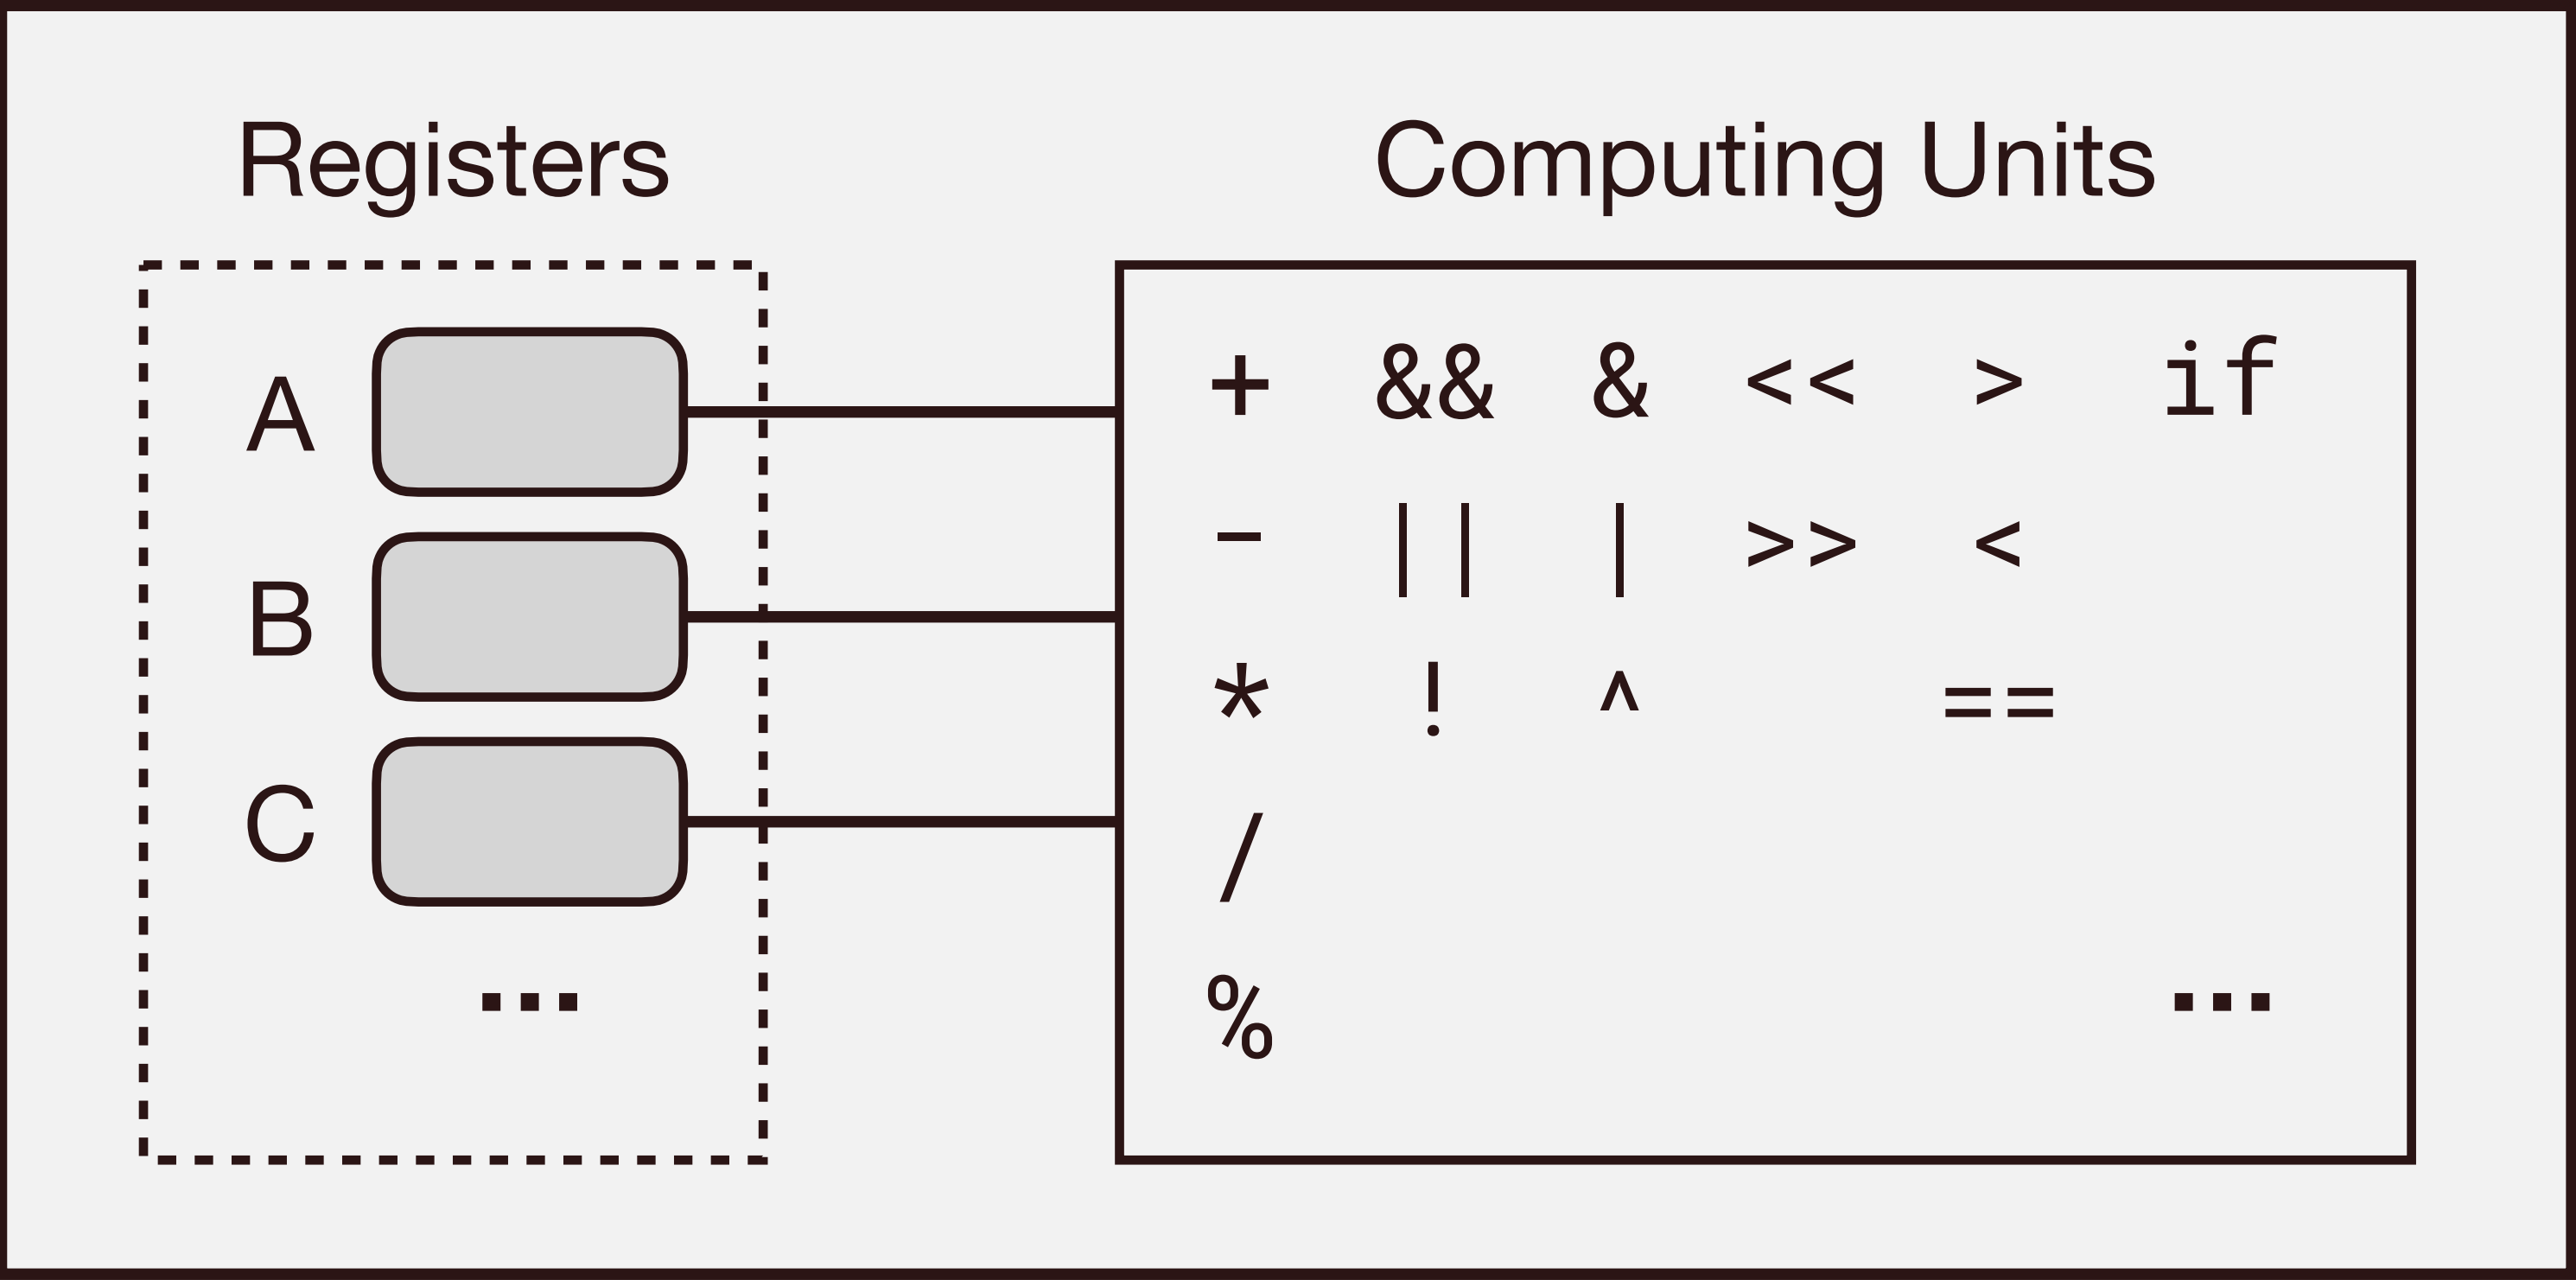 Registers Computing Units
A + && & << > if
B - || | >> <
C * ! ^ ==
/
... % ...